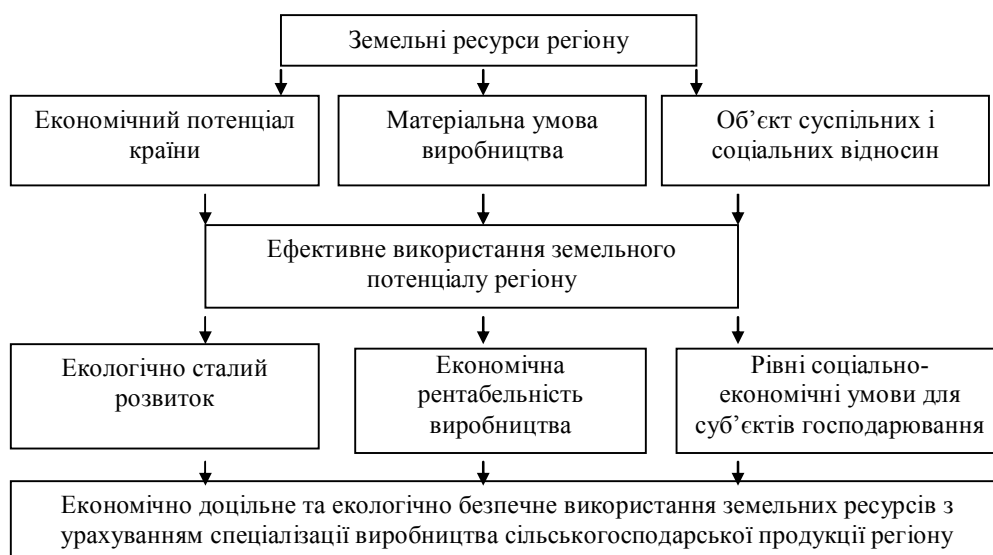 Земельні ресурси регіону
Економічний потенціал
країни
Матеріальна умова
виробництва
Об’єкт суспільних і
соціальних відносин
Ефективне використання земельного
потенціалу регіону
Екологічно сталий
розвиток
Економічна
рентабельність
виробництва
Рівні соціально-
економічні умови для
суб’єктів господарювання
Економічно доцільне та екологічно безпечне використання земельних ресурсів з
урахуванням спеціалізації виробництва сільськогосподарської продукції регіону